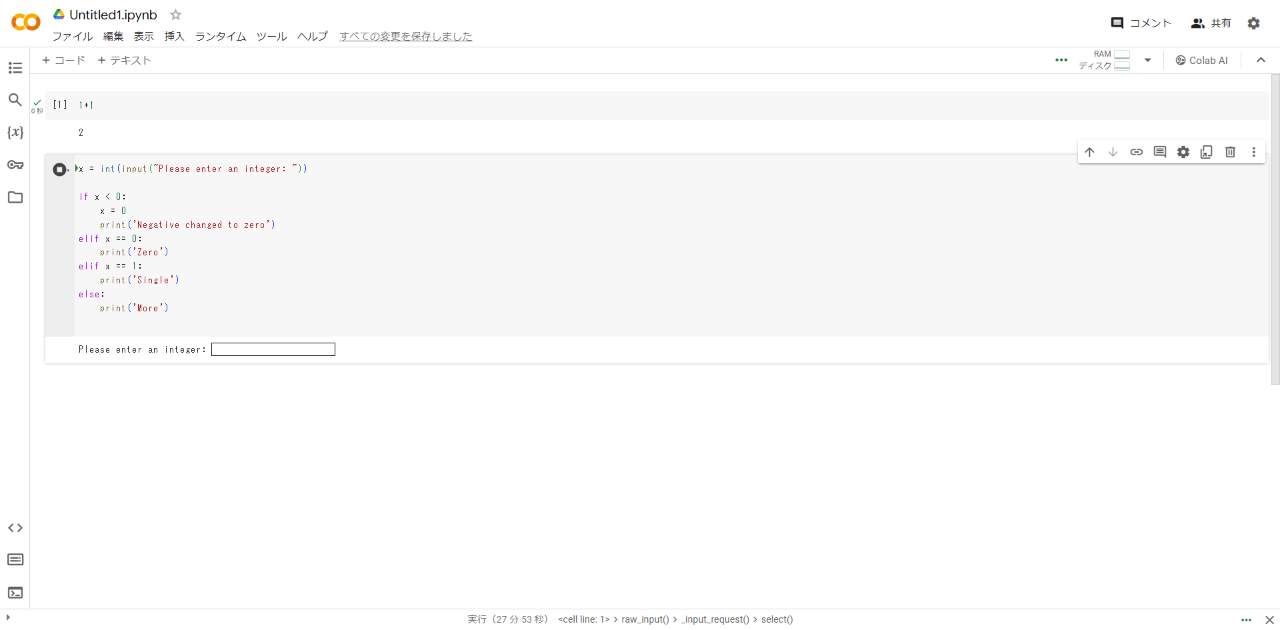 Untitled1.ipynb
コメント 共有
ファイル 編集 表示 挿入 ランタイム ツール ヘルプ すべての変更を保存しました
+ コード + テキスト
RAM
ディスク
Colab AI
[1] 1+1
0 秒
2
x = int(input("Please enter an integer: "))
if x < 0:
    x = 0
    print('Negative changed to zero')
elif x == 0:
    print('Zero')
elif x == 1:
    print('Single')
else:
    print('More')
Please enter an integer:
実行（27 分 53 秒） <cell line: 1> > raw_input() > _input_request() > select()